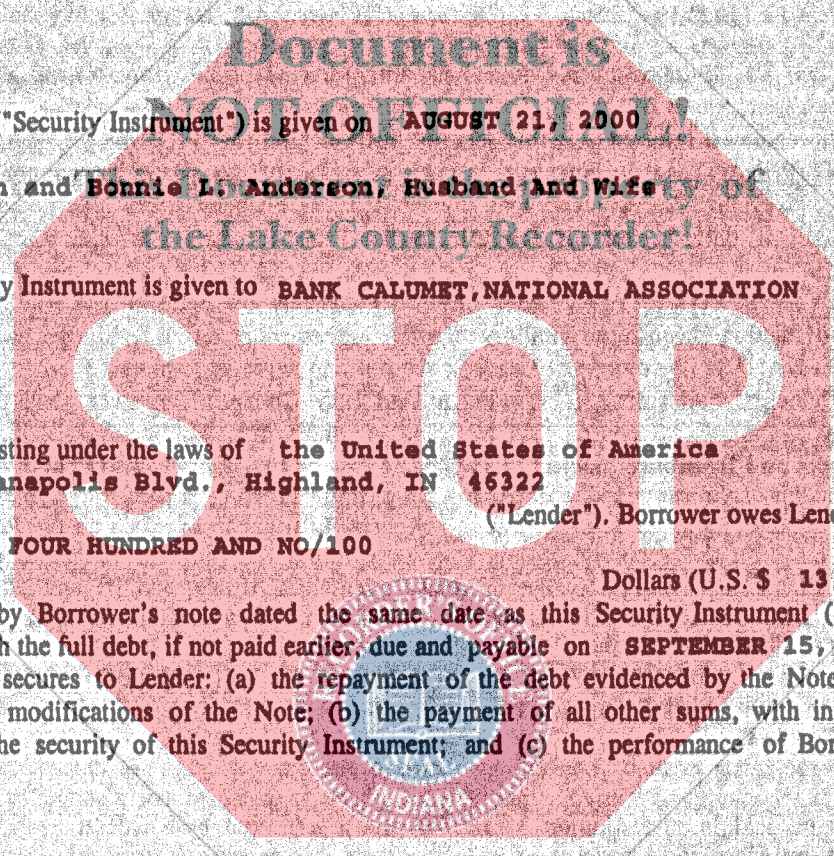 Document is
NOT OFFICIAL!
"Security Instrument") is given on AUGUST 21, 2000
This Document is the property of
and Bonnie L. Anderson, Husband And Wife
the Lake County Recorder!
Instrument is given to BANK CALUMET, NATIONAL ASSOCIATION
STOP
sting under the laws of the United States of America
anapolis Blvd., Highland, IN 46322
("Lender"). Borrower owes Lend
FOUR HUNDRED AND NO/100
Dollars (U.S. $ 13
by Borrower's note dated the same date as this Security Instrument (
h the full debt, if not paid earlier, due and payable on SEPTEMBER 15,
secures to Lender: (a) the repayment of the debt evidenced by the Note
modifications of the Note; (b) the payment of all other sums, with in
he security of this Security Instrument; and (c) the performance of Bor
RECORDER'S OFFICE
SEAL
INDIANA